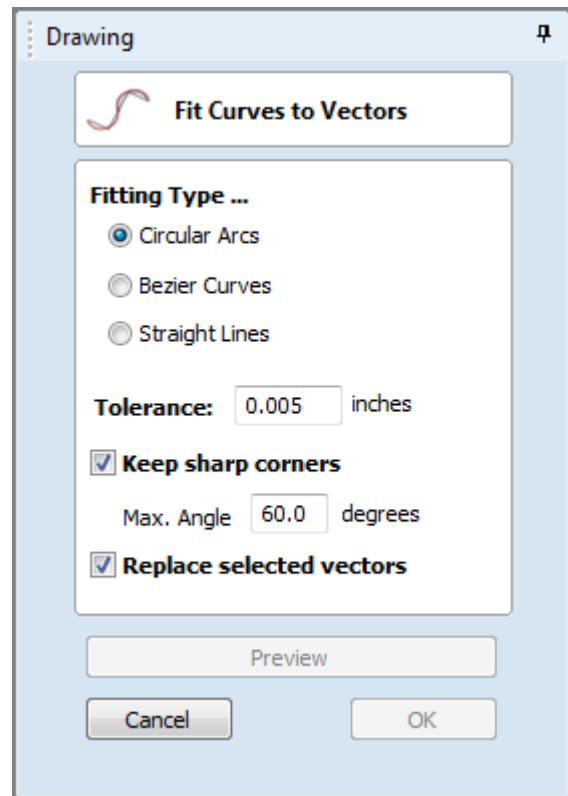 Drawing
Fit Curves to Vectors
Fitting Type ...
Circular Arcs
Bezier Curves
Straight Lines
Tolerance: 0.005 inches
Keep sharp corners
Max. Angle 60.0 degrees
Replace selected vectors
Preview
Cancel OK